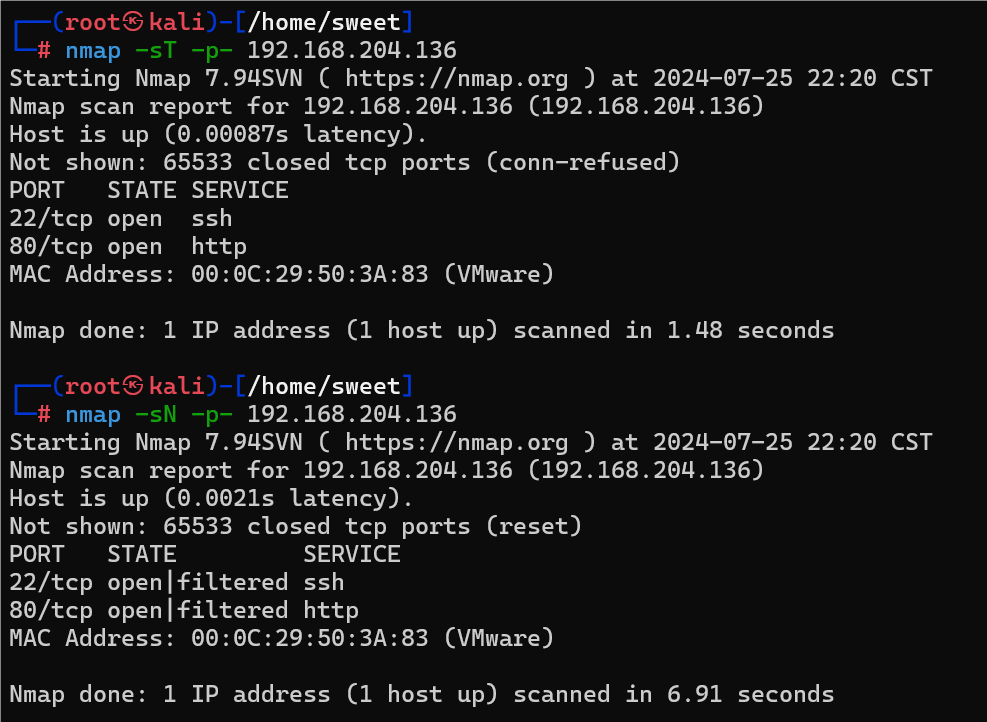 ┌──(root㉿kali)-[/home/sweet]
└─# nmap -sT -p- 192.168.204.136
Starting Nmap 7.94SVN ( https://nmap.org ) at 2024-07-25 22:20 CST
Nmap scan report for 192.168.204.136 (192.168.204.136)
Host is up (0.00087s latency).
Not shown: 65533 closed tcp ports (conn-refused)
PORT   STATE SERVICE
22/tcp open  ssh
80/tcp open  http
MAC Address: 00:0C:29:50:3A:83 (VMware)

Nmap done: 1 IP address (1 host up) scanned in 1.48 seconds

┌──(root㉿kali)-[/home/sweet]
└─# nmap -sN -p- 192.168.204.136
Starting Nmap 7.94SVN ( https://nmap.org ) at 2024-07-25 22:20 CST
Nmap scan report for 192.168.204.136 (192.168.204.136)
Host is up (0.0021s latency).
Not shown: 65533 closed tcp ports (reset)
PORT   STATE         SERVICE
22/tcp open|filtered ssh
80/tcp open|filtered http
MAC Address: 00:0C:29:50:3A:83 (VMware)

Nmap done: 1 IP address (1 host up) scanned in 6.91 seconds